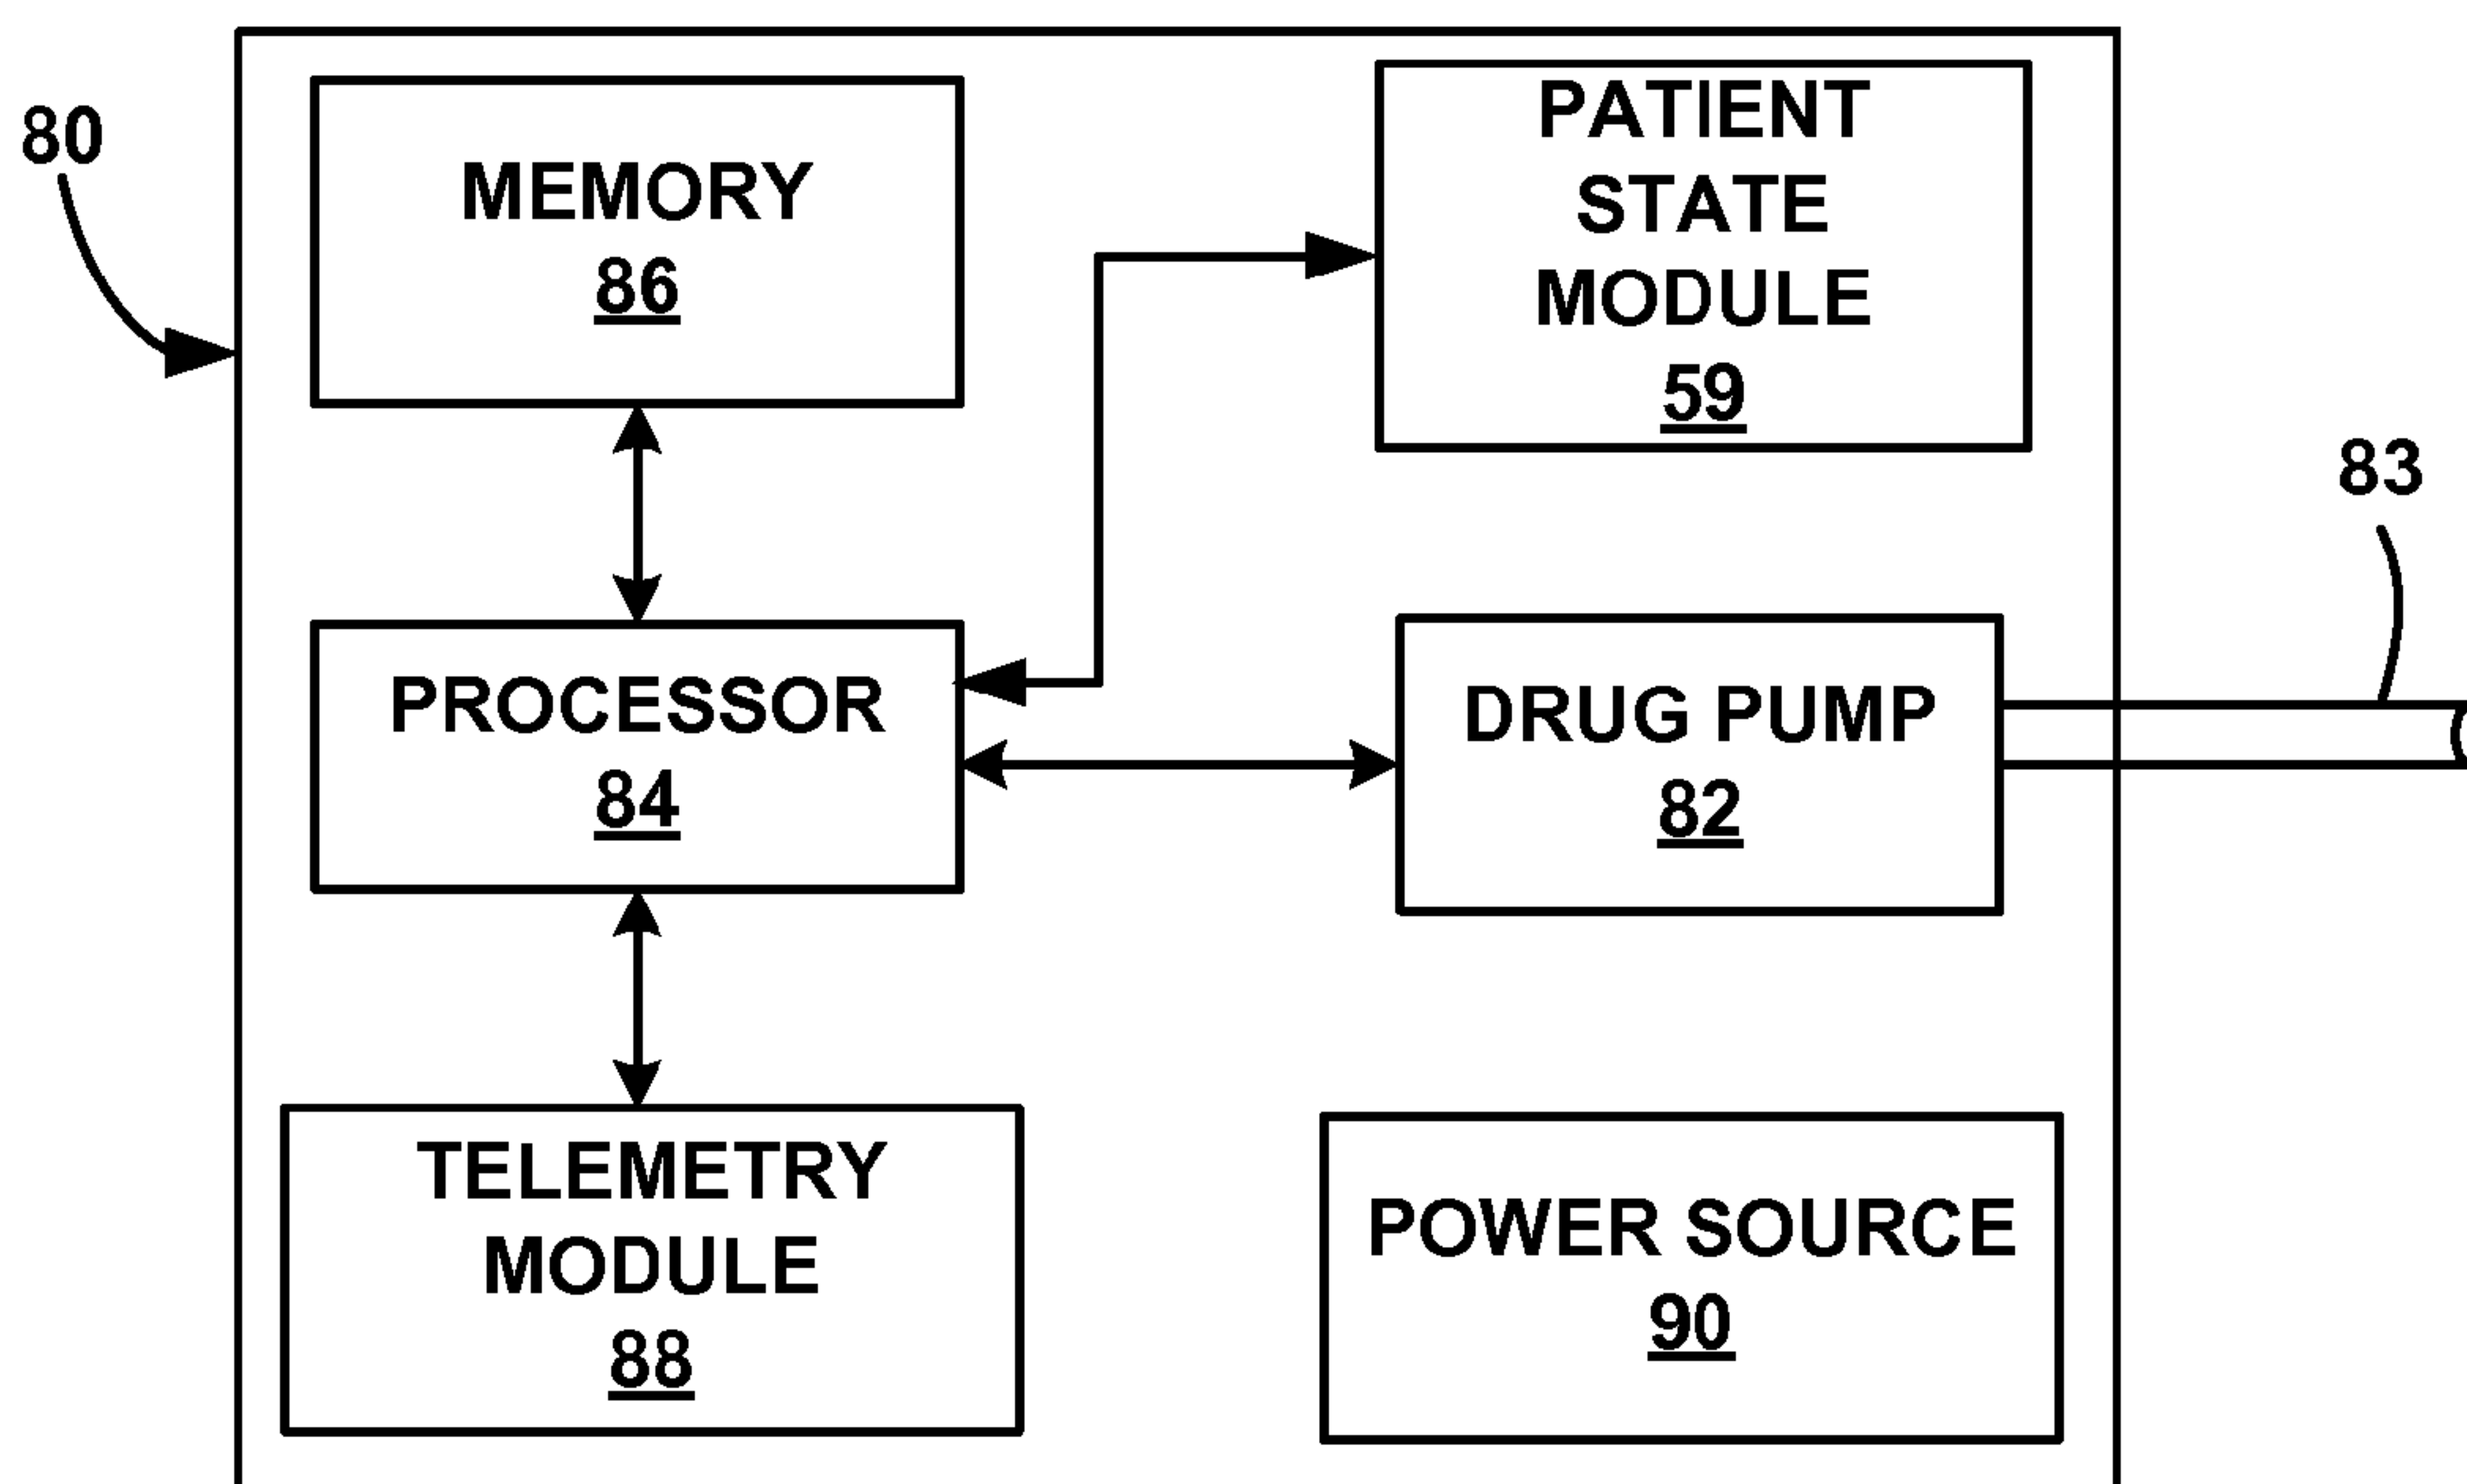 80
MEMORY
86
PATIENT
STATE
MODULE
59
83
PROCESSOR
84
DRUG PUMP
82
TELEMETRY
MODULE
88
POWER SOURCE
90